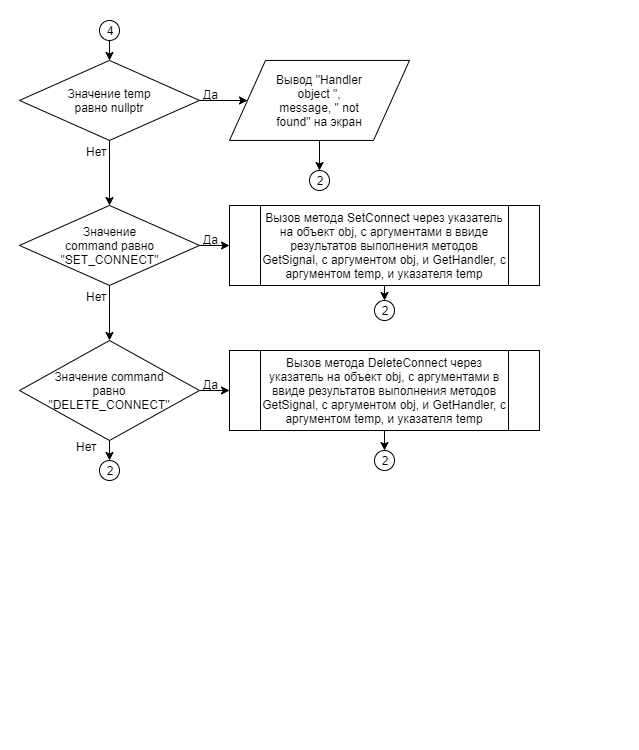 4
Значение temp
равно nullptr
Да
Вывод "Handler
object ",
message, " not
found" на экран
Нет
2
Значение
command равно
"SET_CONNECT"
Да
Вызов метода SetConnect через указатель
на объект obj, с аргументами в ввиде
результатов выполнения методов
GetSignal, с аргументом obj, и GetHandler, с
аргументом temp, и указателя temp
Нет
2
Значение command
равно
"DELETE_CONNECT"
Да
Вызов метода DeleteConnect через
указатель на объект obj, с аргументами в
ввиде результатов выполнения методов
GetSignal, с аргументом obj, и GetHandler, с
аргументом temp, и указателя temp
Нет
2
2